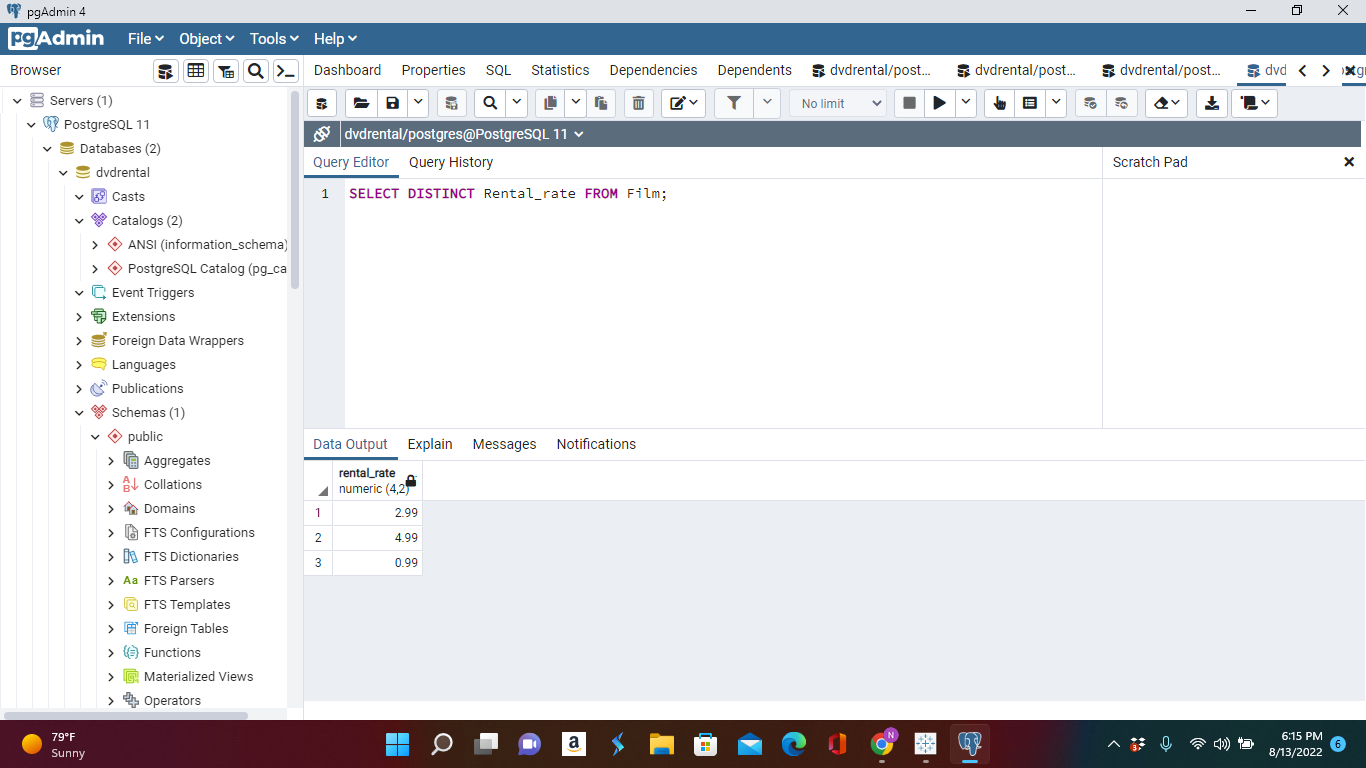 pgAdmin 4
pgAdmin File Object Tools Help
Browser
Dashboard Properties SQL Statistics Dependencies Dependents dvdrental/post... dvdrental/post... dvdrental/post... dvd
No limit
dvdrental/postgres@PostgreSQL 11
Query Editor Query History Scratch Pad
1 SELECT DISTINCT Rental_rate FROM Film;
Servers (1)
PostgreSQL 11
Databases (2)
dvdrental
Casts
Catalogs (2)
ANSI (information_schema)
PostgreSQL Catalog (pg_ca
Event Triggers
Extensions
Foreign Data Wrappers
Languages
Publications
Schemas (1)
public
Aggregates
Collations
Domains
FTS Configurations
FTS Dictionaries
Aa FTS Parsers
FTS Templates
Foreign Tables
Functions
Materialized Views
Operators
Data Output Explain Messages Notifications
rental_rate
numeric (4,2)
1 2.99
2 4.99
3 0.99
79°F
Sunny
6:15 PM
8/13/2022
6